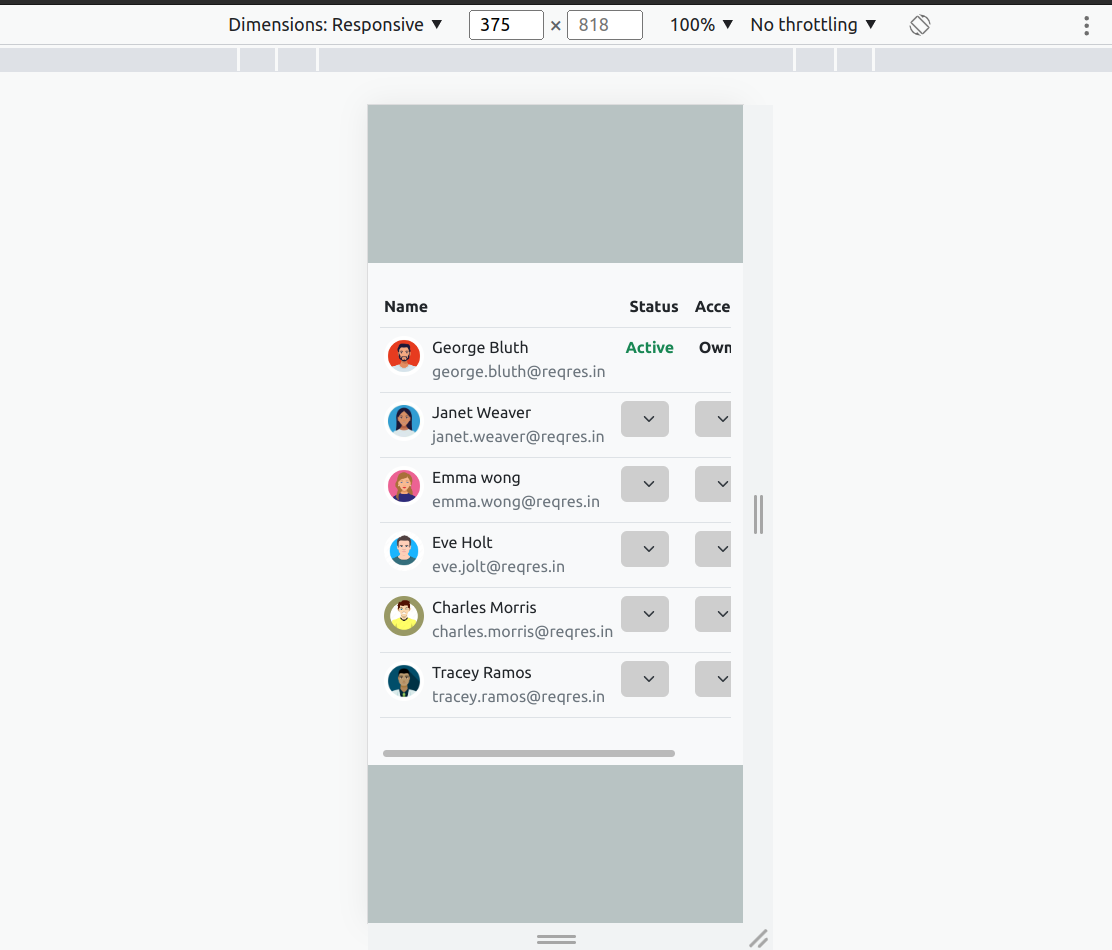 Dimensions: Responsive ▼ 375 × 818 100% ▼ No throttling ▼
Name Status Acce
George Bluth Active Own
george.bluth@reqres.in
Janet Weaver
janet.weaver@reqres.in
Emma wong
emma.wong@reqres.in
Eve Holt
eve.jolt@reqres.in
Charles Morris
charles.morris@reqres.in
Tracey Ramos
tracey.ramos@reqres.in